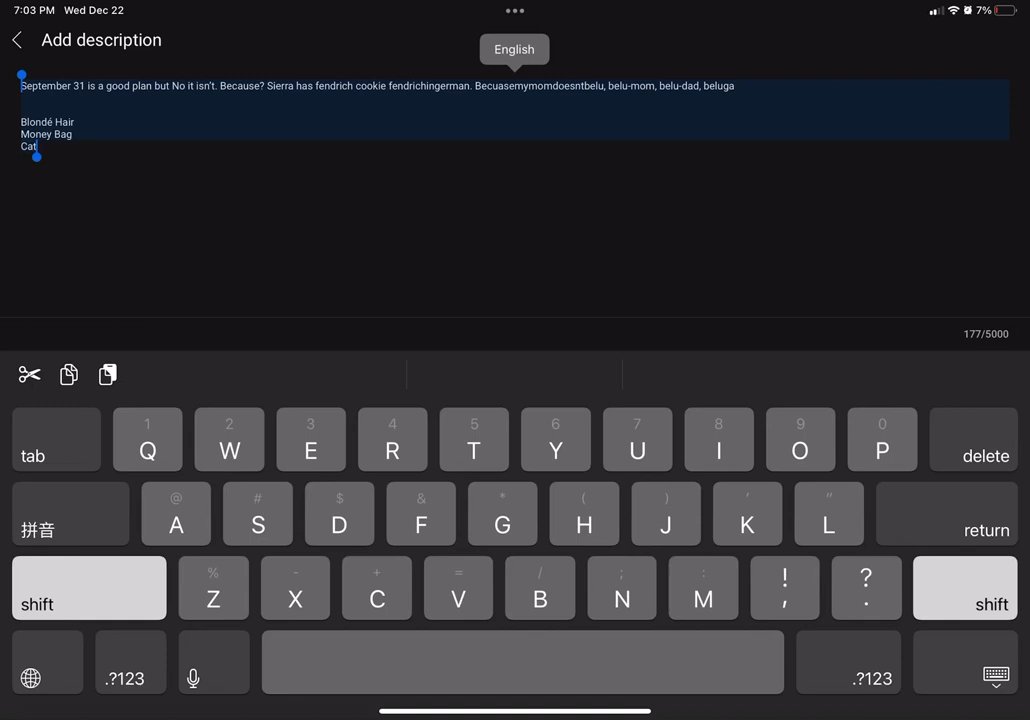 7:03 PM Wed Dec 22
7%
Add description
English
September 31 is a good plan but No it isn't. Because? Sierra has fendrich cookie fendrichingerman. Becuasemymomdoesntbelu, belu-mom, belu-dad, beluga
Blondé Hair
Money Bag
Cat
177/5000
1 2 3 4 5 6 7 8 9 0
tab Q W E R T Y U I O P delete
@ # $ & * ( ) ' "
拼音 A S D F G H J K L return
% - + = / ; : ! ?
shift Z X C V B N M , . shift
.?123 .?123